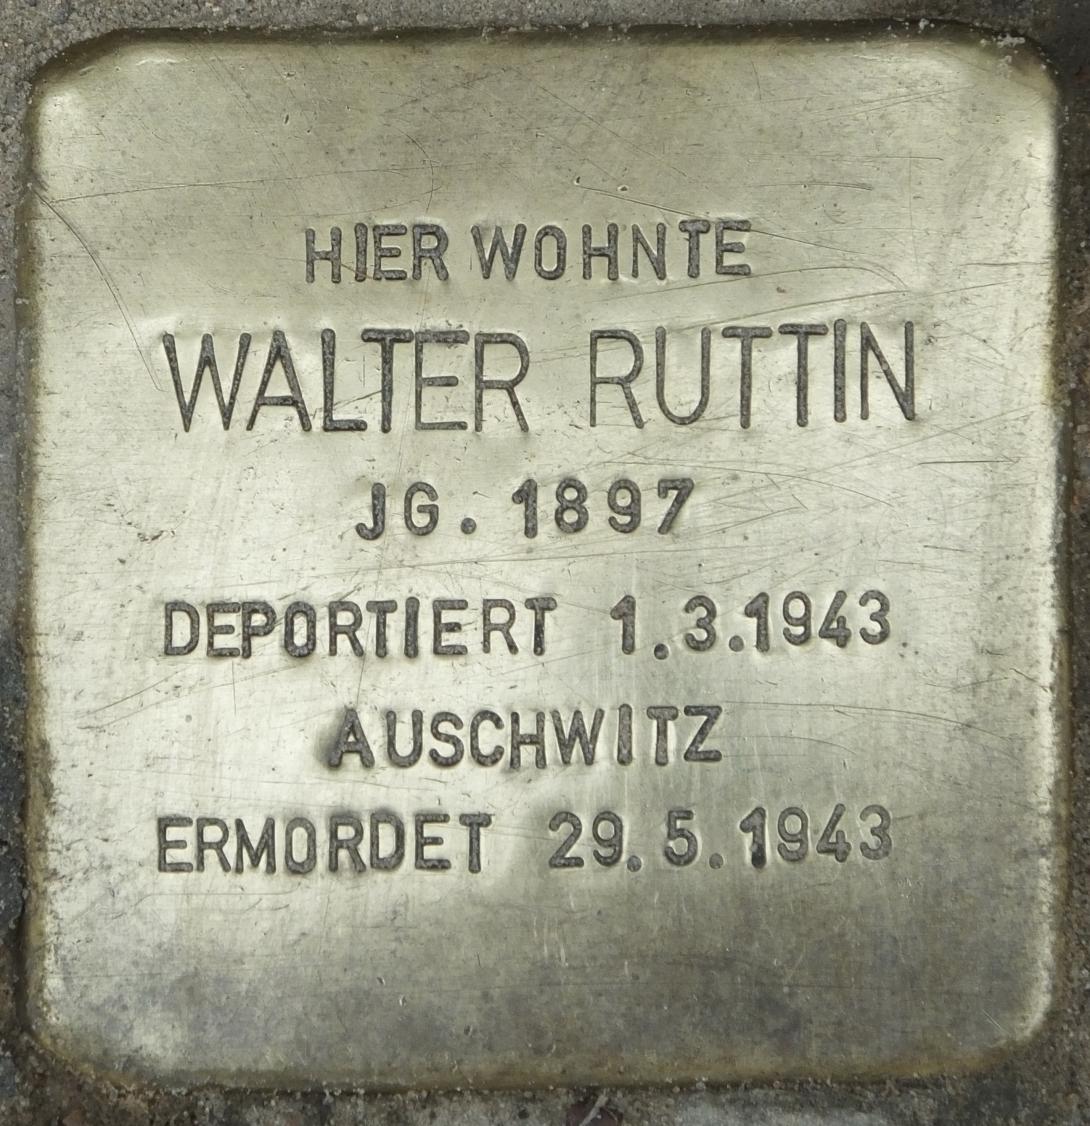 HIER WOHNTE
WALTER RUTTIN
JG. 1897
DEPORTIERT 1.3.1943
AUSCHWITZ
ERMORDET 29.5.1943